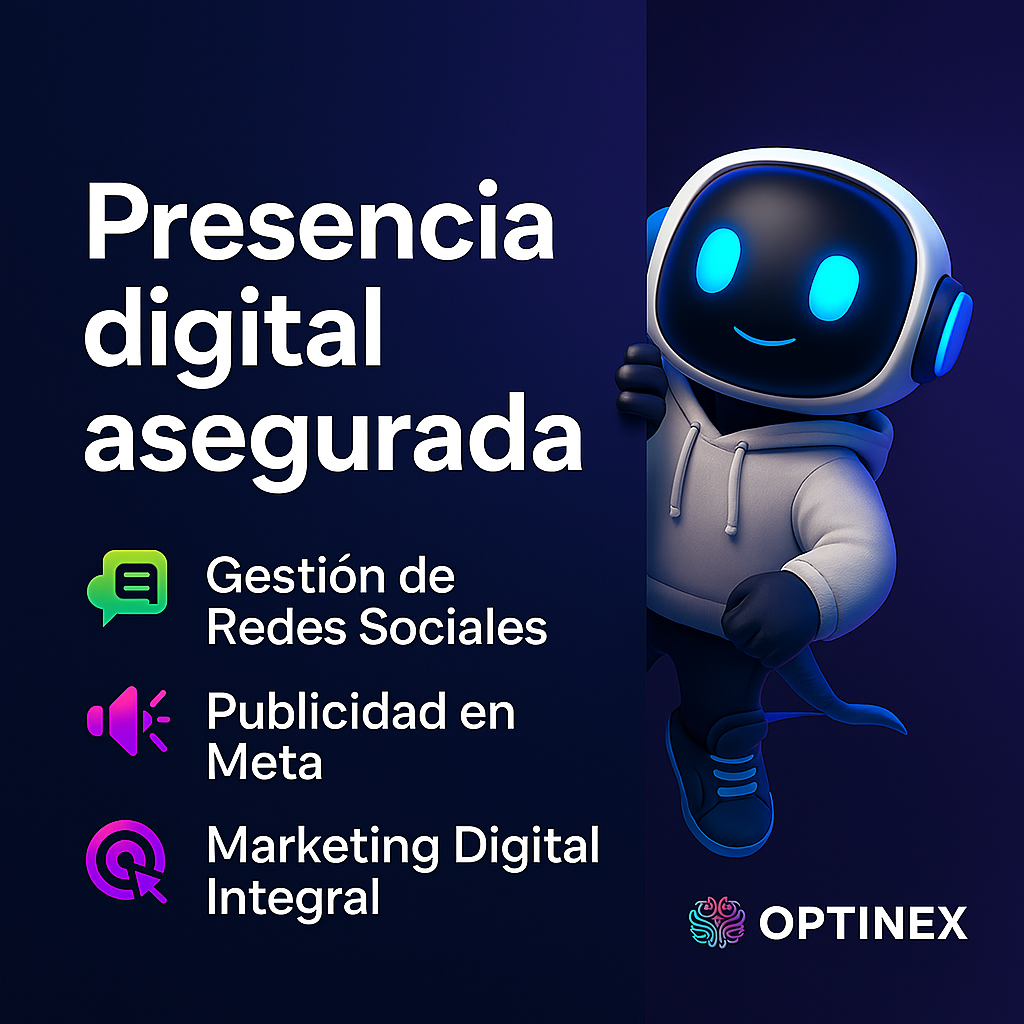 Presencia
digital
asegurada
Gestión de
Redes Sociales
Publicidad en
Meta
Marketing Digital
Integral
OPTINEX